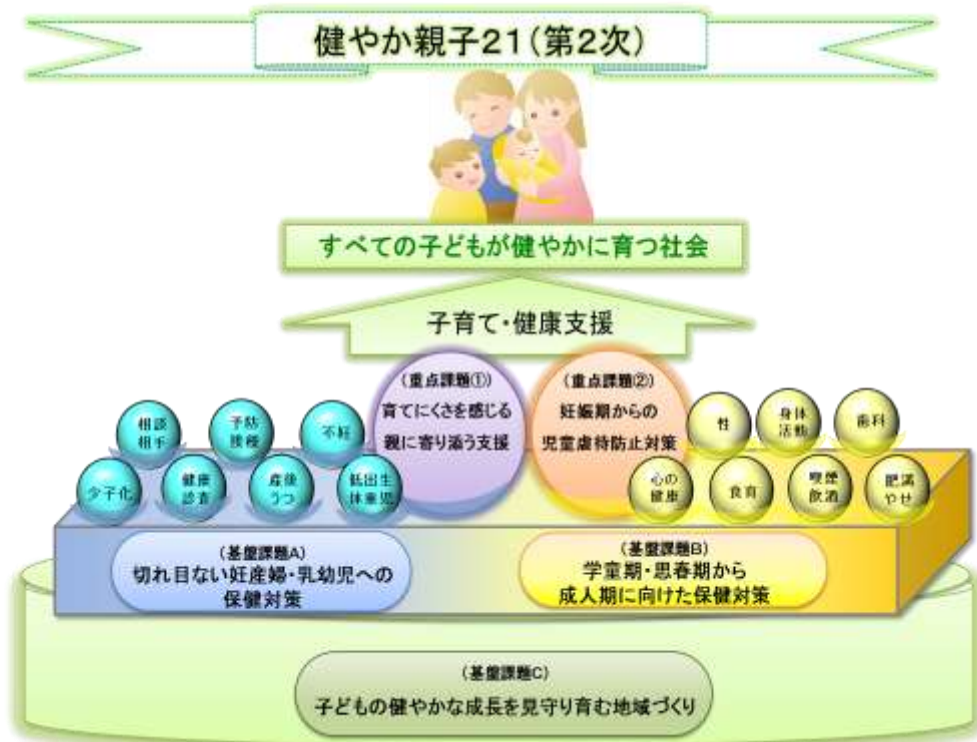 健やか親子21(第2次)
すべての子どもが健やかに育つ社会
子育て・健康支援
(重点課題①)
育てにくさを感じる
親に寄り添う支援
(重点課題②)
妊娠期からの
児童虐待防止対策
相談
相手
予防
接種
不妊
少子化
健康
診査
産後
うつ
低出生
体重児
性
身体
活動
歯科
心の
健康
食育
喫煙
飲酒
肥満
やせ
(基盤課題A)
切れ目ない妊産婦・乳幼児への
保健対策
(基盤課題B)
学童期・思春期から
成人期に向けた保健対策
(基盤課題C)
子どもの健やかな成長を見守り育む地域づくり